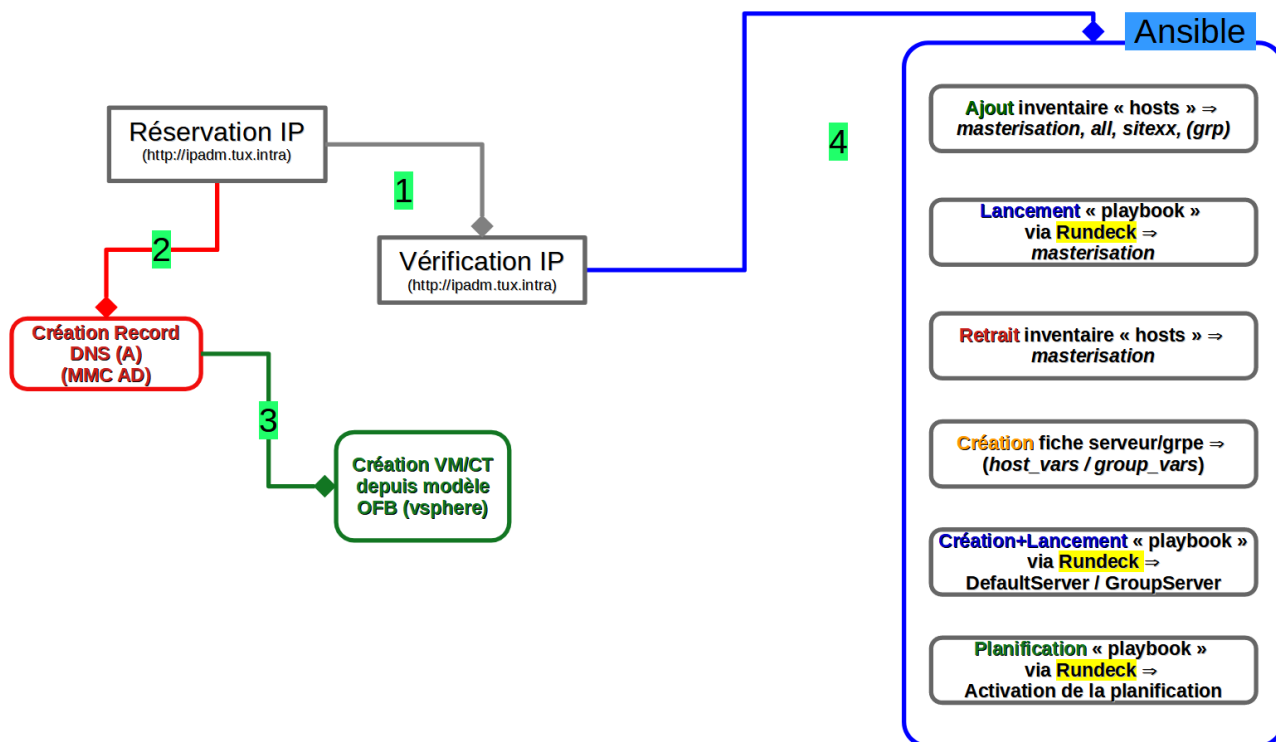 Ansible
Réservation IP
(http://ipadm.tux.intra)
1
2
Vérification IP
(http://ipadm.tux.intra)
Création Record
DNS (A)
(MMC AD)
3
Création VM/CT
depuis modèle
OFB (vsphere)
4
Ajout inventaire « hosts » ⇒
masterisation, all, sitexx, (grp)
Lancement « playbook »
via Rundeck ⇒
masterisation
Retrait inventaire « hosts » ⇒
masterisation
Création fiche serveur/grpe ⇒
(host_vars / group_vars)
Création+Lancement « playbook »
via Rundeck ⇒
DefaultServer / GroupServer
Planification « playbook »
via Rundeck ⇒
Activation de la planification